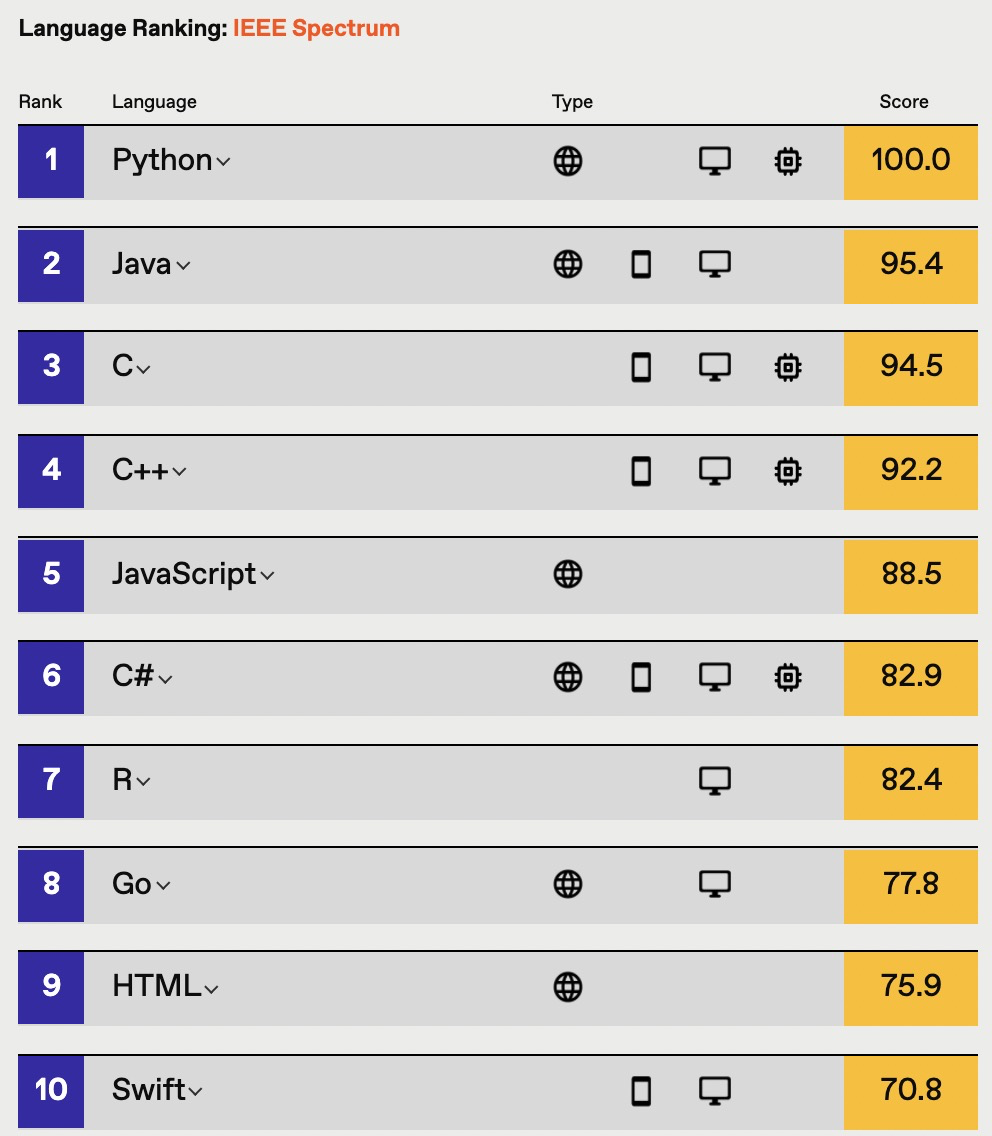 Language Ranking: IEEE Spectrum
Rank Language Type Score
1 Python 100.0
2 Java 95.4
3 C 94.5
4 C++ 92.2
5 JavaScript 88.5
6 C# 82.9
7 R 82.4
8 Go 77.8
9 HTML 75.9
10 Swift 70.8